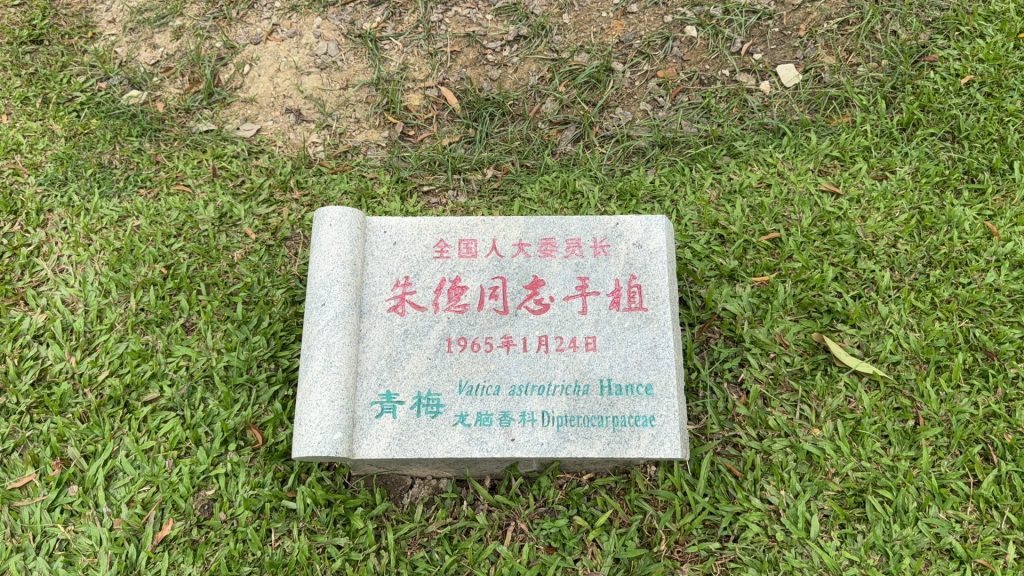 全国人大委员长
朱德同志手植
1965年1月24日
青梅
Vatica astrotricha Hance
龙脑香科 Dipterocarpaceae